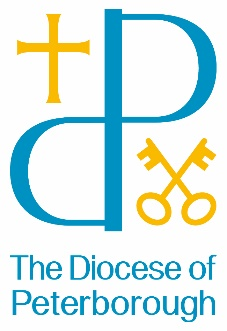 The Diocese of
Peterborough